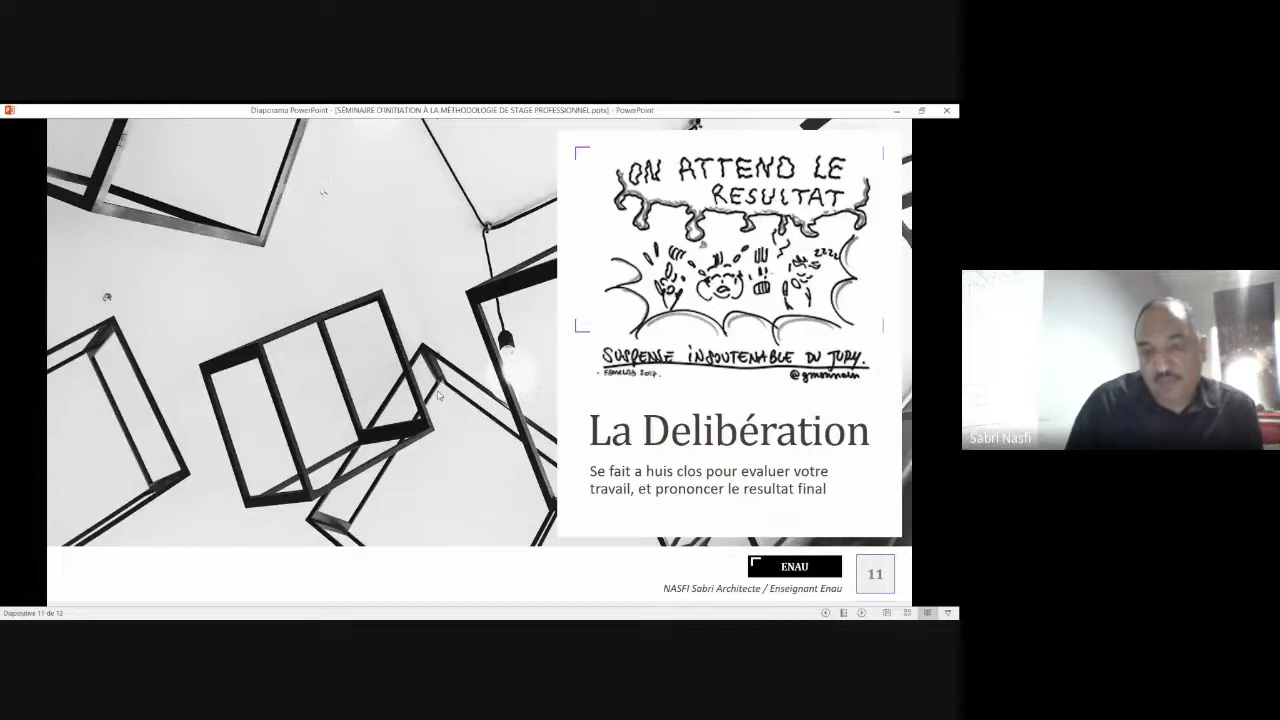 Diaporama PowerPoint - [SÉMINAIRE D'INITIATION À LA MÉTHODOLOGIE DE STAGE PROFESSIONNEL.pptx] - PowerPoint
ON ATTEND LE
RESULTAT
zzzz
SUSPENSE INSOUTENABLE DU JURY.
@gmonnain
La Delibération
Se fait a huis clos pour evaluer votre
travail, et prononcer le resultat final
ENAU
11
NASFI Sabri Architecte / Enseignant Enau
Diapositive 11 de 12
Sabri Nasfi